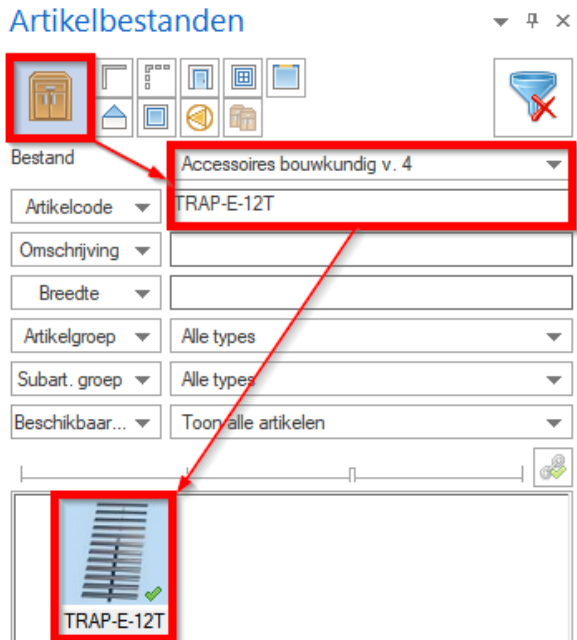 Artikelbestanden
Bestand
Accessoires bouwkundig v. 4
Artikelcode
TRAP-E-12T
Omschrijving
Breedte
Artikelgroep
Alle types
Subart. groep
Alle types
Beschikbaar...
Toon alle artikelen
TRAP-E-12T